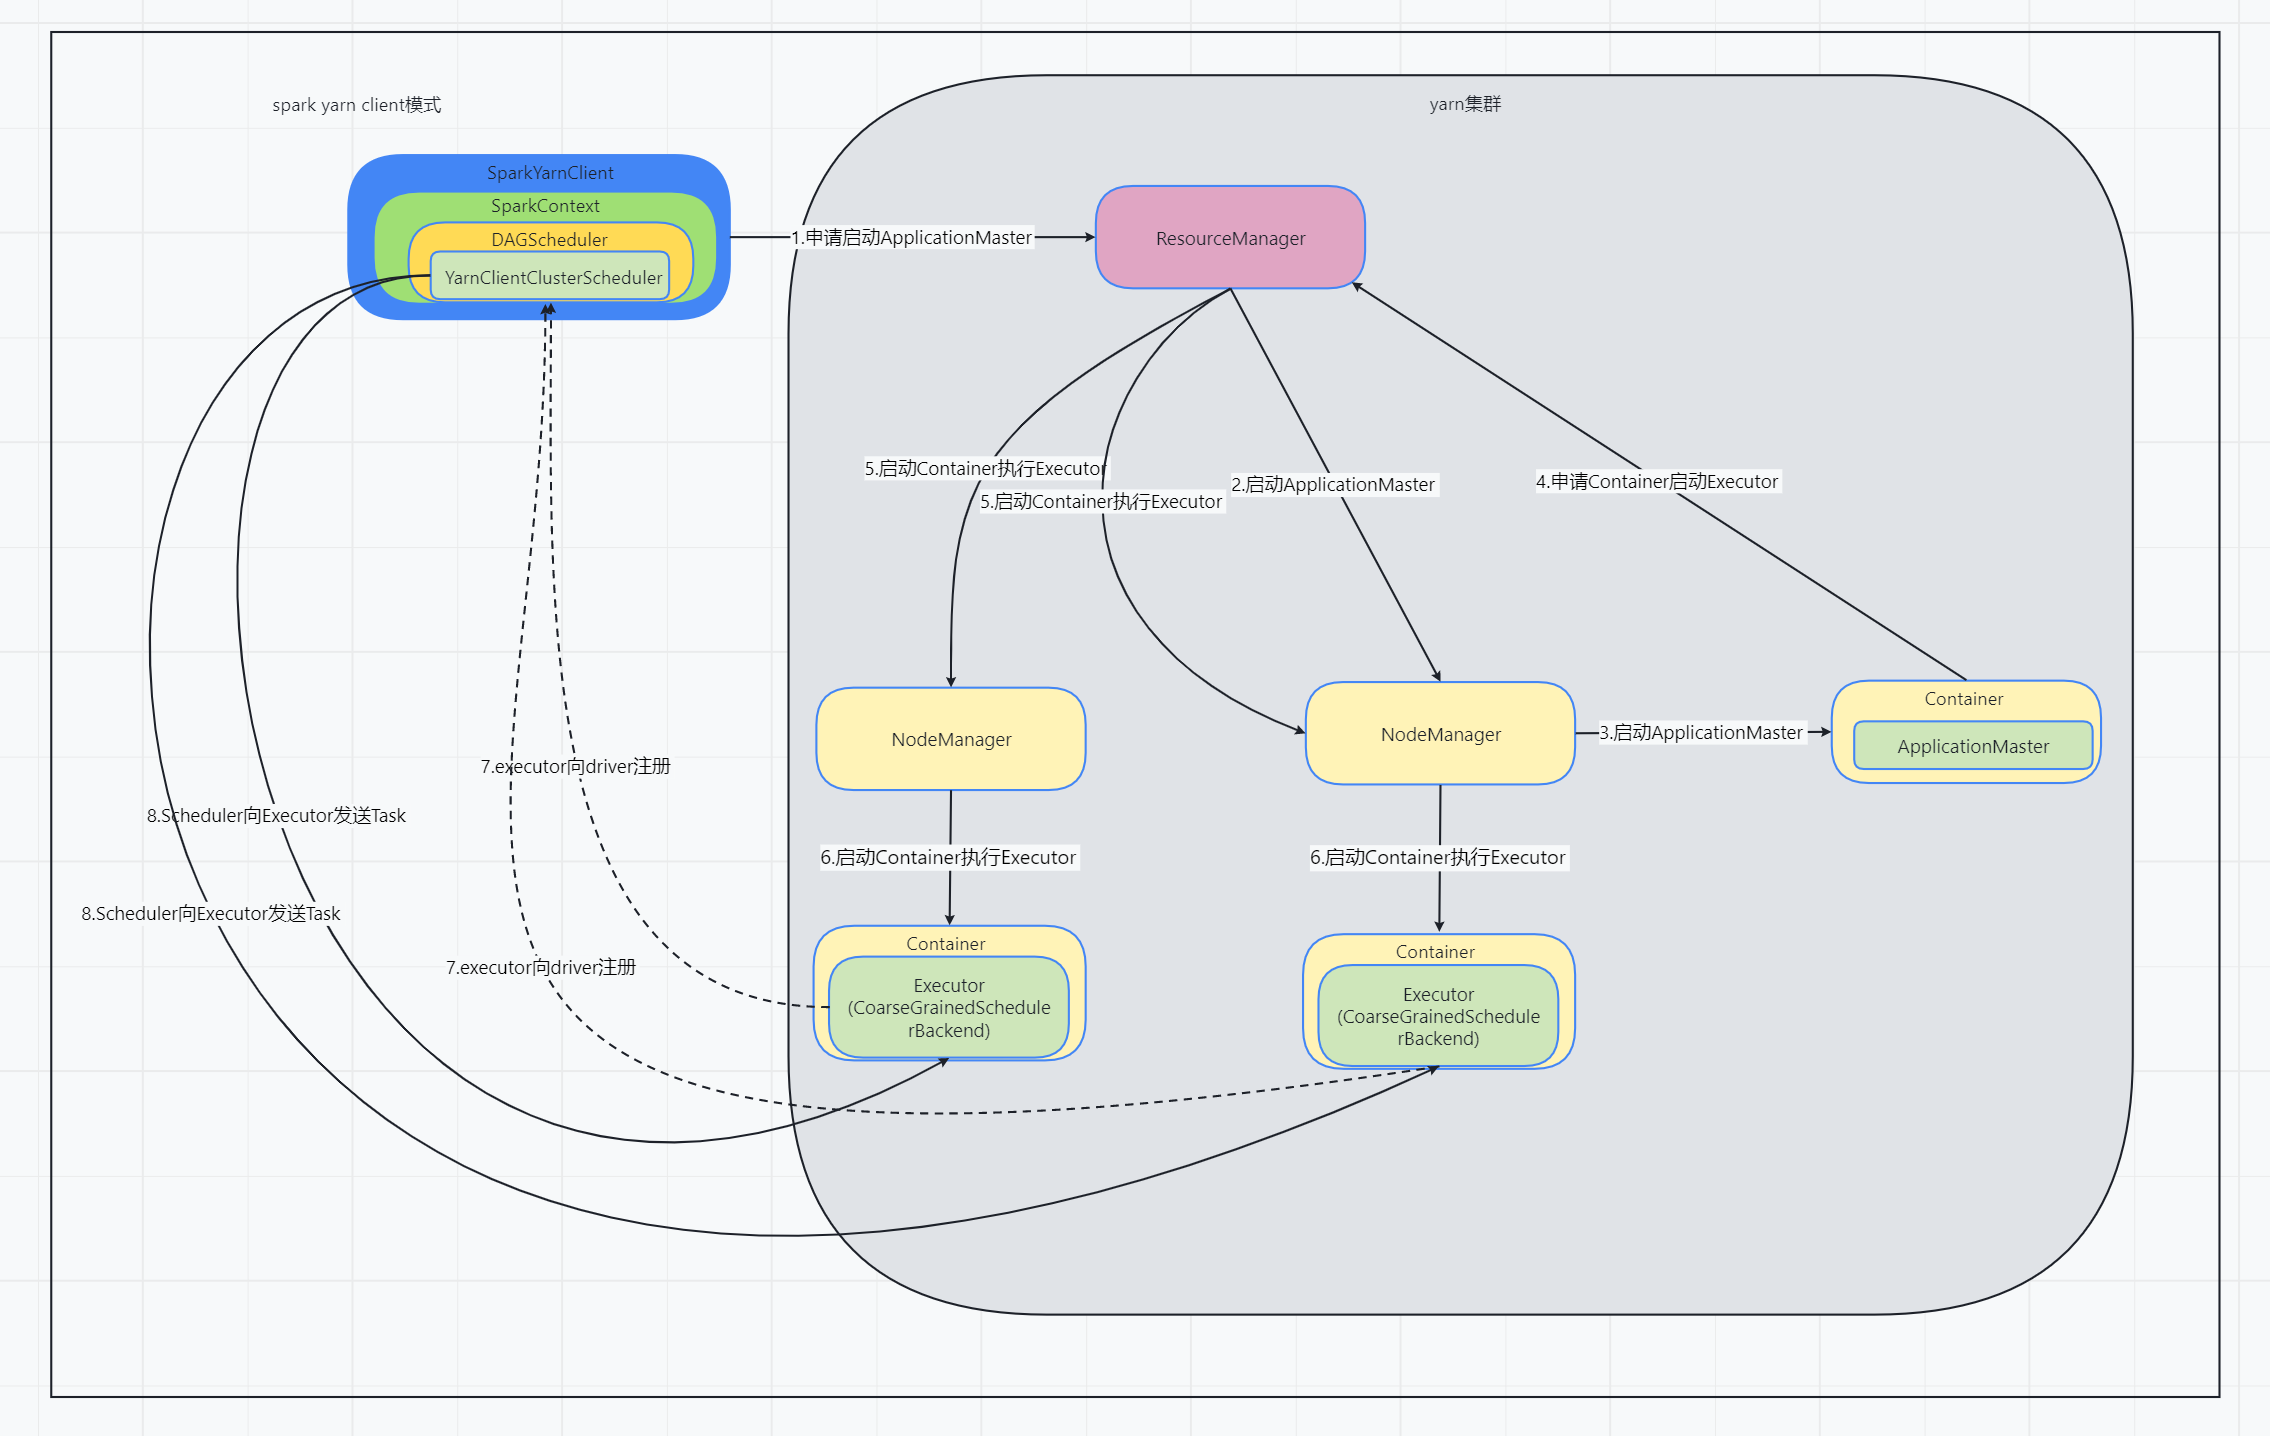 spark yarn client模式
yarn集群
SparkYarnClient
SparkContext
DAGScheduler
YarnClientClusterScheduler
1.申请启动ApplicationMaster
ResourceManager
5.启动Container执行Executor
5.启动Container执行Executor
2.启动ApplicationMaster
4.申请Container启动Executor
NodeManager
NodeManager
3.启动ApplicationMaster
Container
ApplicationMaster
7.executor向driver注册
8.Scheduler向Executor发送Task
6.启动Container执行Executor
6.启动Container执行Executor
8.Scheduler向Executor发送Task
7.executor向driver注册
Container
Executor
(CoarseGrainedSchedule
rBackend)
Container
Executor
(CoarseGrainedSchedule
rBackend)